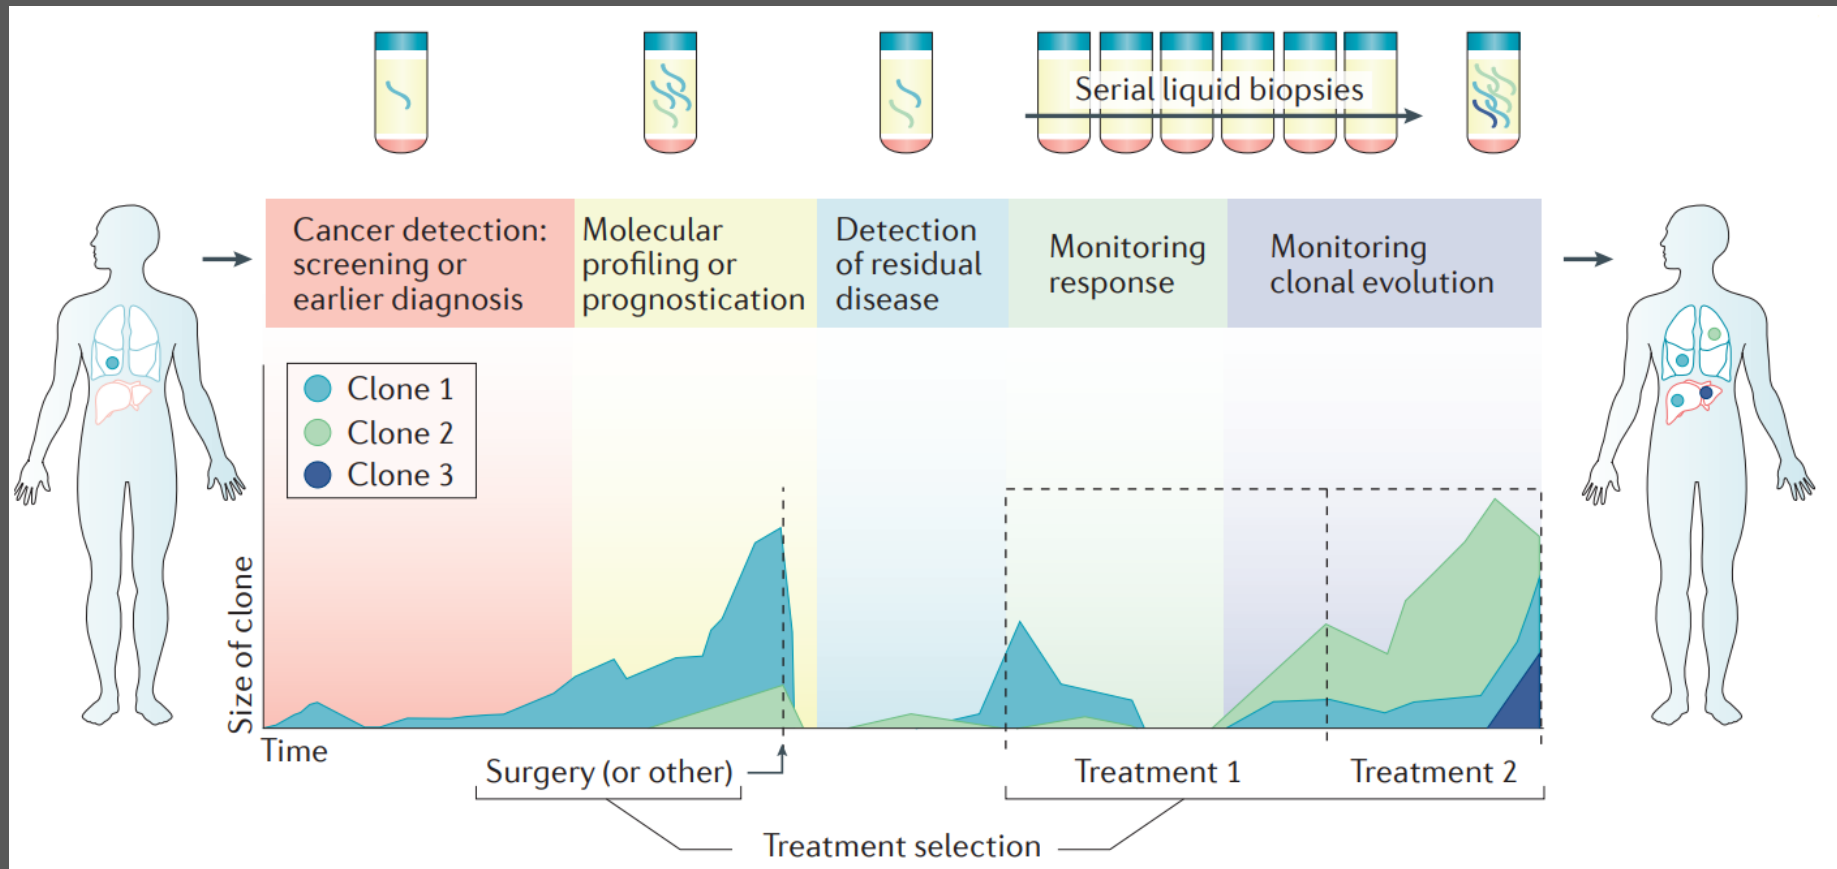 Serial liquid biopsies
Cancer detection:
screening or
earlier diagnosis
Molecular
profiling or
prognostication
Detection
of residual
disease
Monitoring
response
Monitoring
clonal evolution
Clone 1
Clone 2
Clone 3
Size of clone
Time
Surgery (or other)
Treatment 1
Treatment 2
Treatment selection